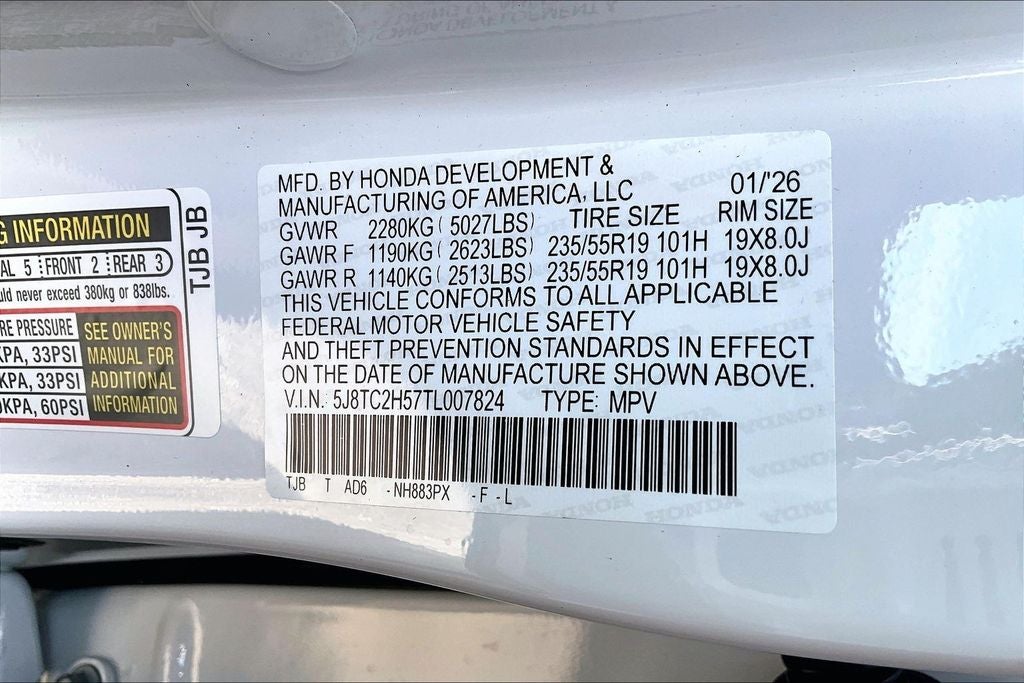 G INFORMATION
AL 5 FRONT 2 REAR 3
uld never exceed 380kg or 838lbs.
RE PRESSURE
KPA, 33PSI
KPA, 33PSI
0KPA, 60PSI
SEE OWNER'S
MANUAL FOR
ADDITIONAL
INFORMATION
TJB JB
MFD. BY HONDA DEVELOPMENT &
MANUFACTURING OF AMERICA, LLC 01/'26
GVWR 2280KG ( 5027LBS) TIRE SIZE RIM SIZE
GAWR F 1190KG ( 2623LBS) 235/55R19 101H 19X8.0J
GAWR R 1140KG ( 2513LBS) 235/55R19 101H 19X8.0J
THIS VEHICLE CONFORMS TO ALL APPLICABLE
FEDERAL MOTOR VEHICLE SAFETY
AND THEFT PREVENTION STANDARDS IN EFFECT
ON THE DATE OF MANUFACTURE SHOWN ABOVE.
V.I.N. 5J8TC2H57TL007824 TYPE: MPV
TJB T AD6 -NH883PX -F -L